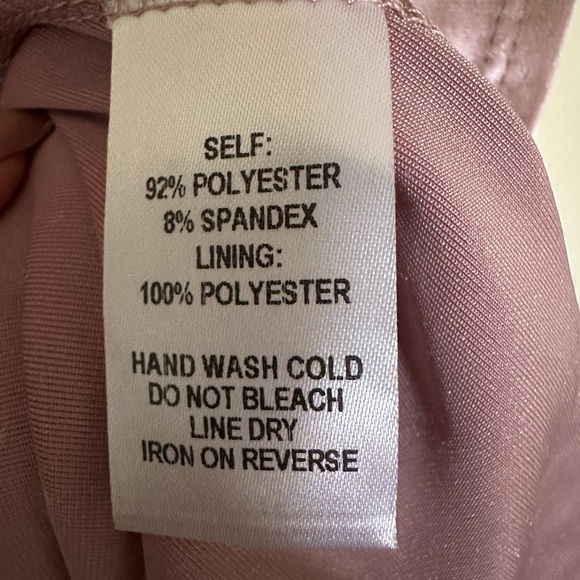 SELF:
92% POLYESTER
8% SPANDEX
LINING:
100% POLYESTER
HAND WASH COLD
DO NOT BLEACH
LINE DRY
IRON ON REVERSE